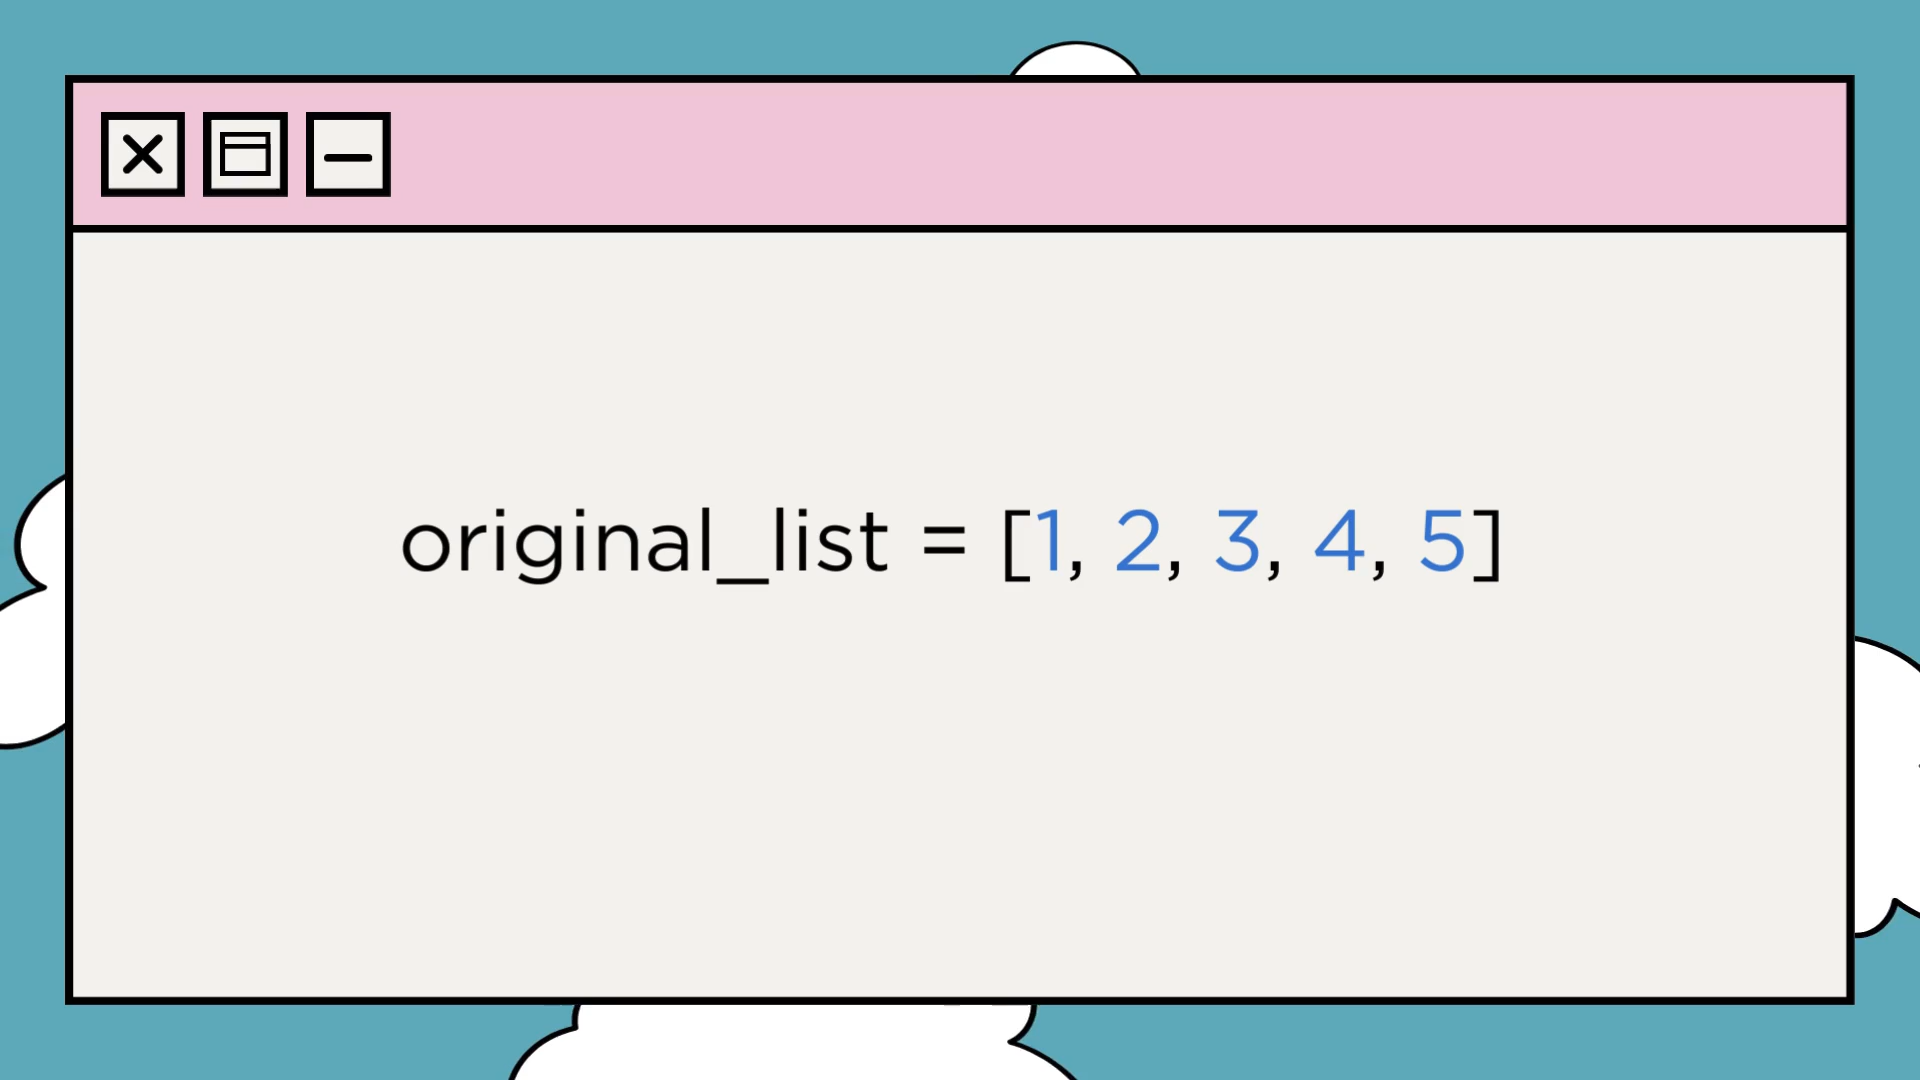 original_list = [1, 2, 3, 4, 5]